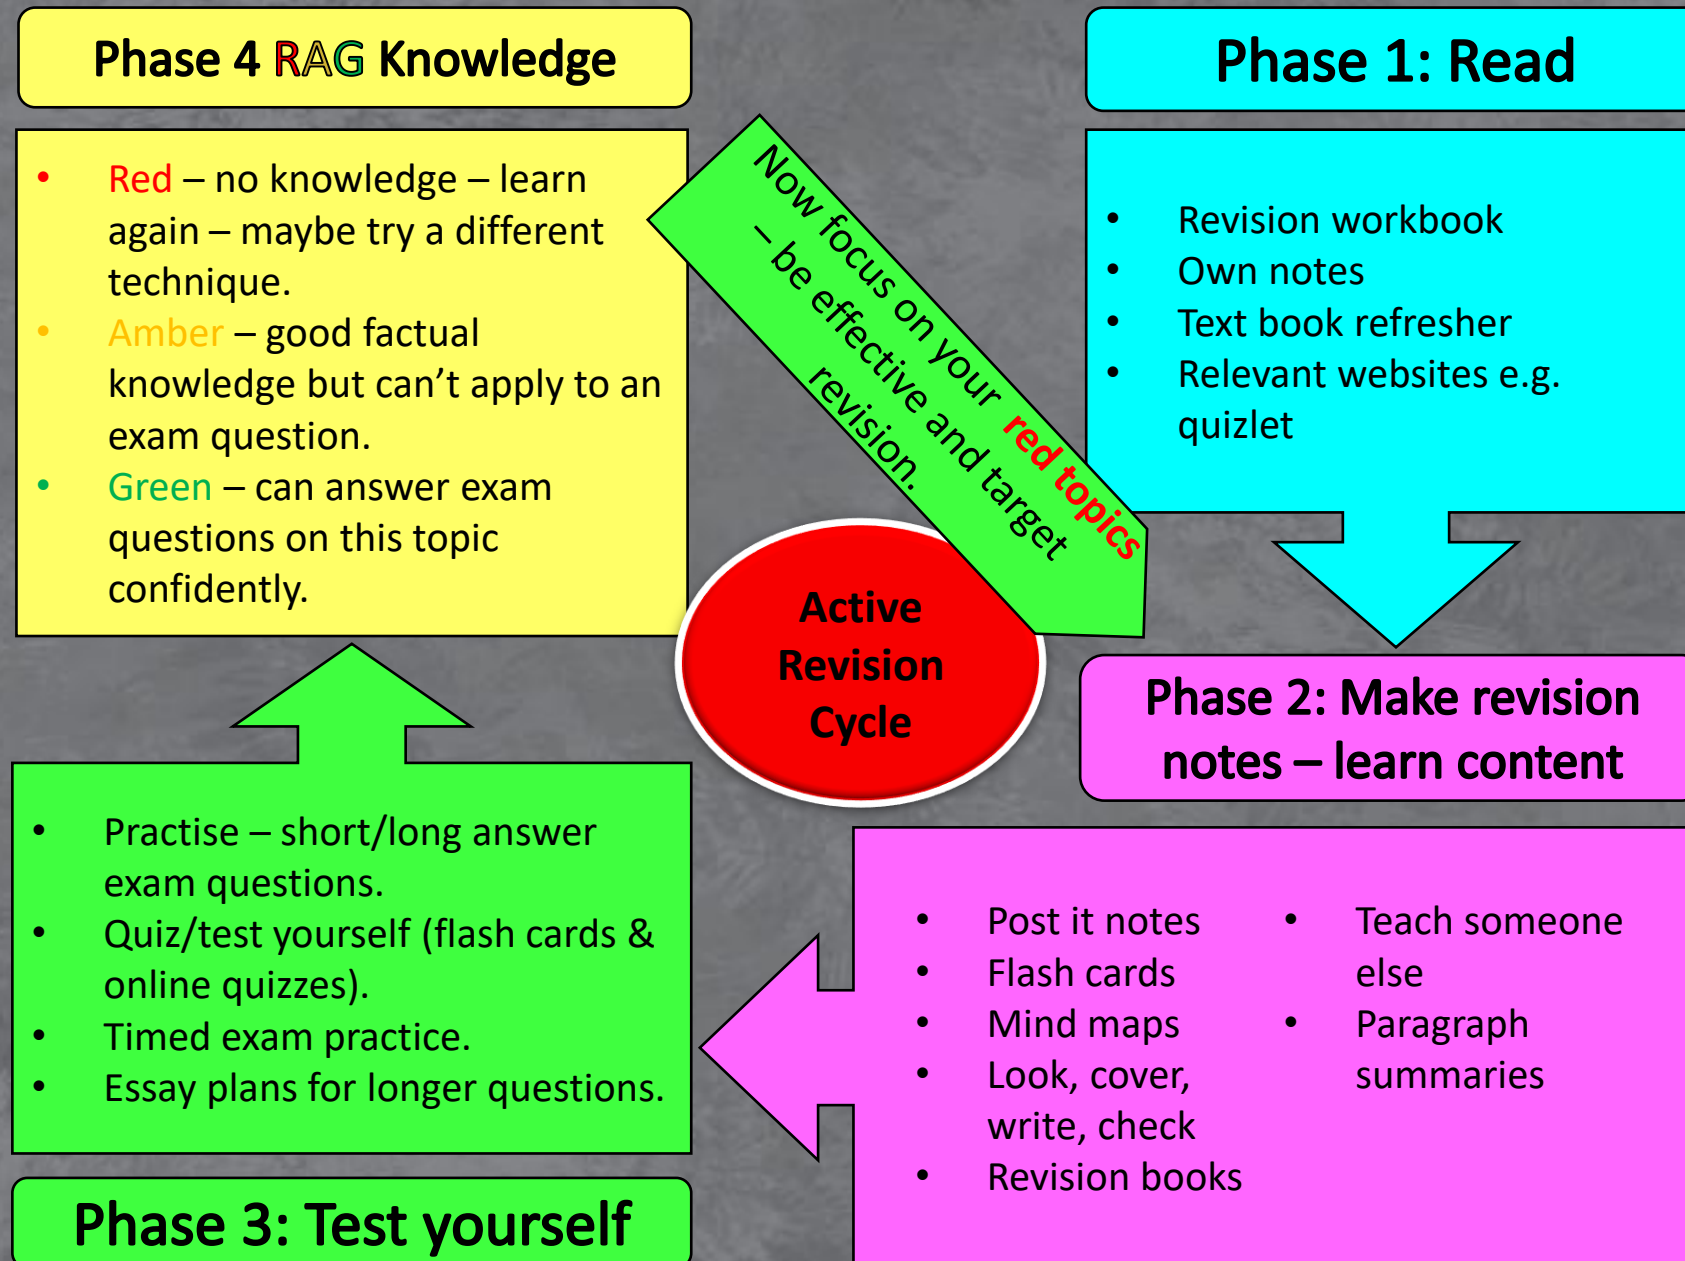 Phase 1: Read
• Revision workbook
• Own notes
• Text book refresher
• Relevant websites e.g.
quizlet
Phase 2: Make revision
notes – learn content
• Post it notes
• Flash cards
• Mind maps
• Look, cover,
write, check
• Revision books
• Teach someone
else
• Paragraph
summaries
Phase 3: Test yourself
• Practise – short/long answer
exam questions.
• Quiz/test yourself (flash cards &
online quizzes).
• Timed exam practice.
• Essay plans for longer questions.
Phase 4 RAG Knowledge
• Red – no knowledge – learn
again – maybe try a different
technique.
• Amber – good factual
knowledge but can’t apply to an
exam question.
• Green – can answer exam
questions on this topic
confidently.
Now focus on your red topics
– be effective and target
revision.
Active
Revision
Cycle